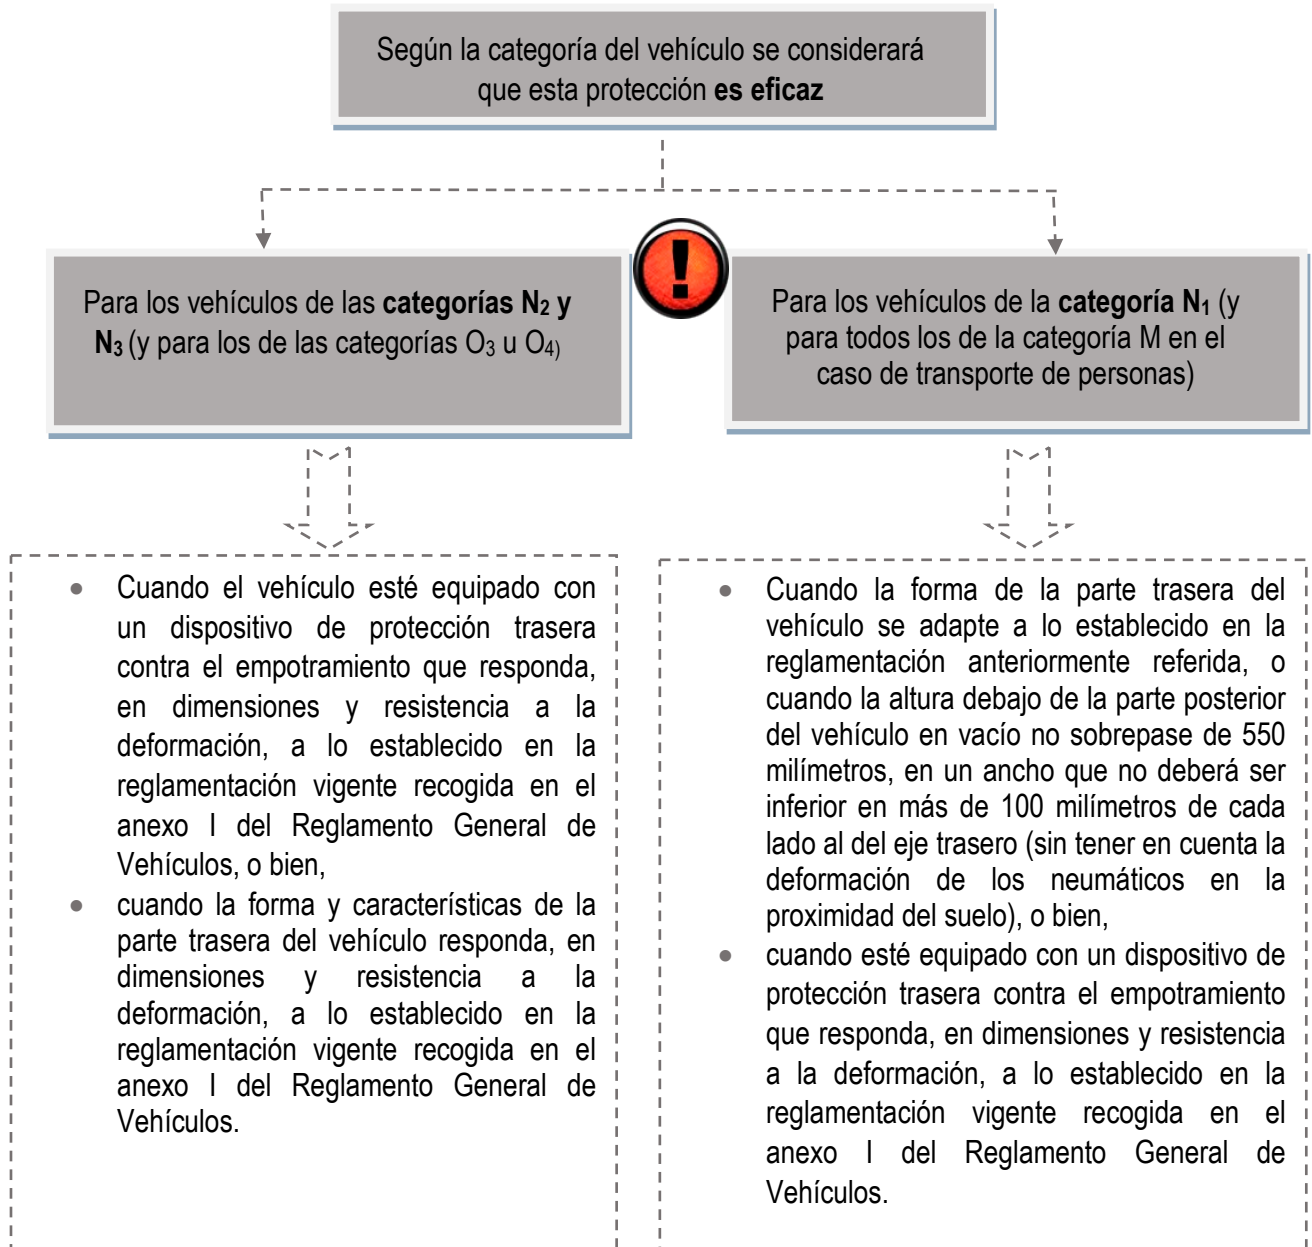 Según la categoría del vehículo se considerará
que esta protección es eficaz
!
Para los vehículos de las categorías N2 y
N3 (y para los de las categorías O3 u O4)
Para los vehículos de la categoría N1 (y
para todos los de la categoría M en el
caso de transporte de personas)
• Cuando el vehículo esté equipado con
un dispositivo de protección trasera
contra el empotramiento que responda,
en dimensiones y resistencia a la
deformación, a lo establecido en la
reglamentación vigente recogida en el
anexo I del Reglamento General de
Vehículos, o bien,
• cuando la forma y características de la
parte trasera del vehículo responda, en
dimensiones y resistencia a la
deformación, a lo establecido en la
reglamentación vigente recogida en el
anexo I del Reglamento General de
Vehículos.
• Cuando la forma de la parte trasera del
vehículo se adapte a lo establecido en la
reglamentación anteriormente referida, o
cuando la altura debajo de la parte posterior
del vehículo en vacío no sobrepase de 550
milímetros, en un ancho que no deberá ser
inferior en más de 100 milímetros de cada
lado al del eje trasero (sin tener en cuenta la
deformación de los neumáticos en la
proximidad del suelo), o bien,
• cuando esté equipado con un dispositivo de
protección trasera contra el empotramiento
que responda, en dimensiones y resistencia
a la deformación, a lo establecido en la
reglamentación vigente recogida en el
anexo I del Reglamento General de
Vehículos.